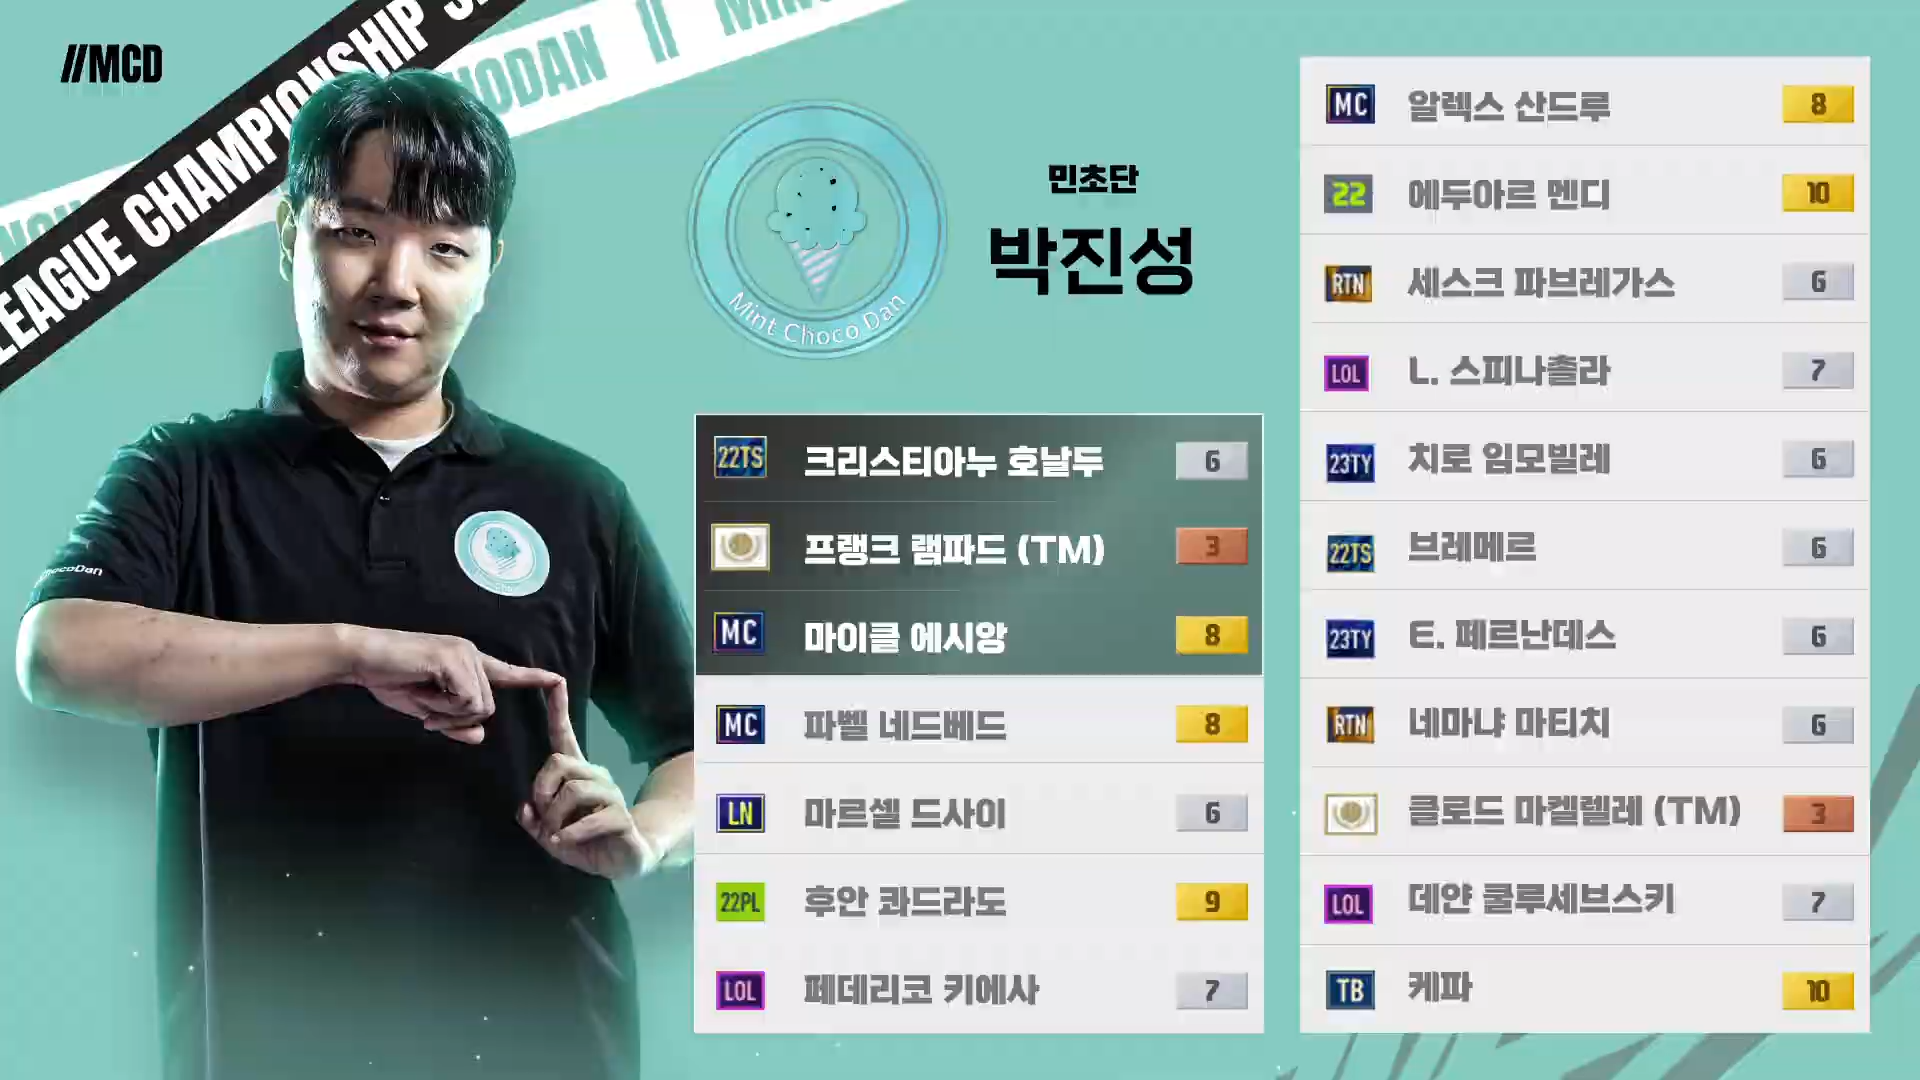 //MCD
LEAGUE CHAMPIONSHIP
Mint Choco Dan
민초단
박진성
22TS 크리스티아누 호날두 6
프랭크 램파드 (TM) 3
MC 마이클 에시앙 8
MC 파벨 네드베드 8
LN 마르셀 드사이 6
22PL 후안 콰드라도 9
LOL 페데리코 키에사 7
MC 알렉스 산드루 8
22 에두아르 멘디 10
RTN 세스크 파브레가스 6
LOL L. 스피나촐라 7
23TY 치로 임모빌레 6
22TS 브레메르 6
23TY E. 페르난데스 6
RTN 네마냐 마티치 6
클로드 마켈렐레 (TM) 3
LOL 데얀 쿨루셰브스키 7
TB 케파 10